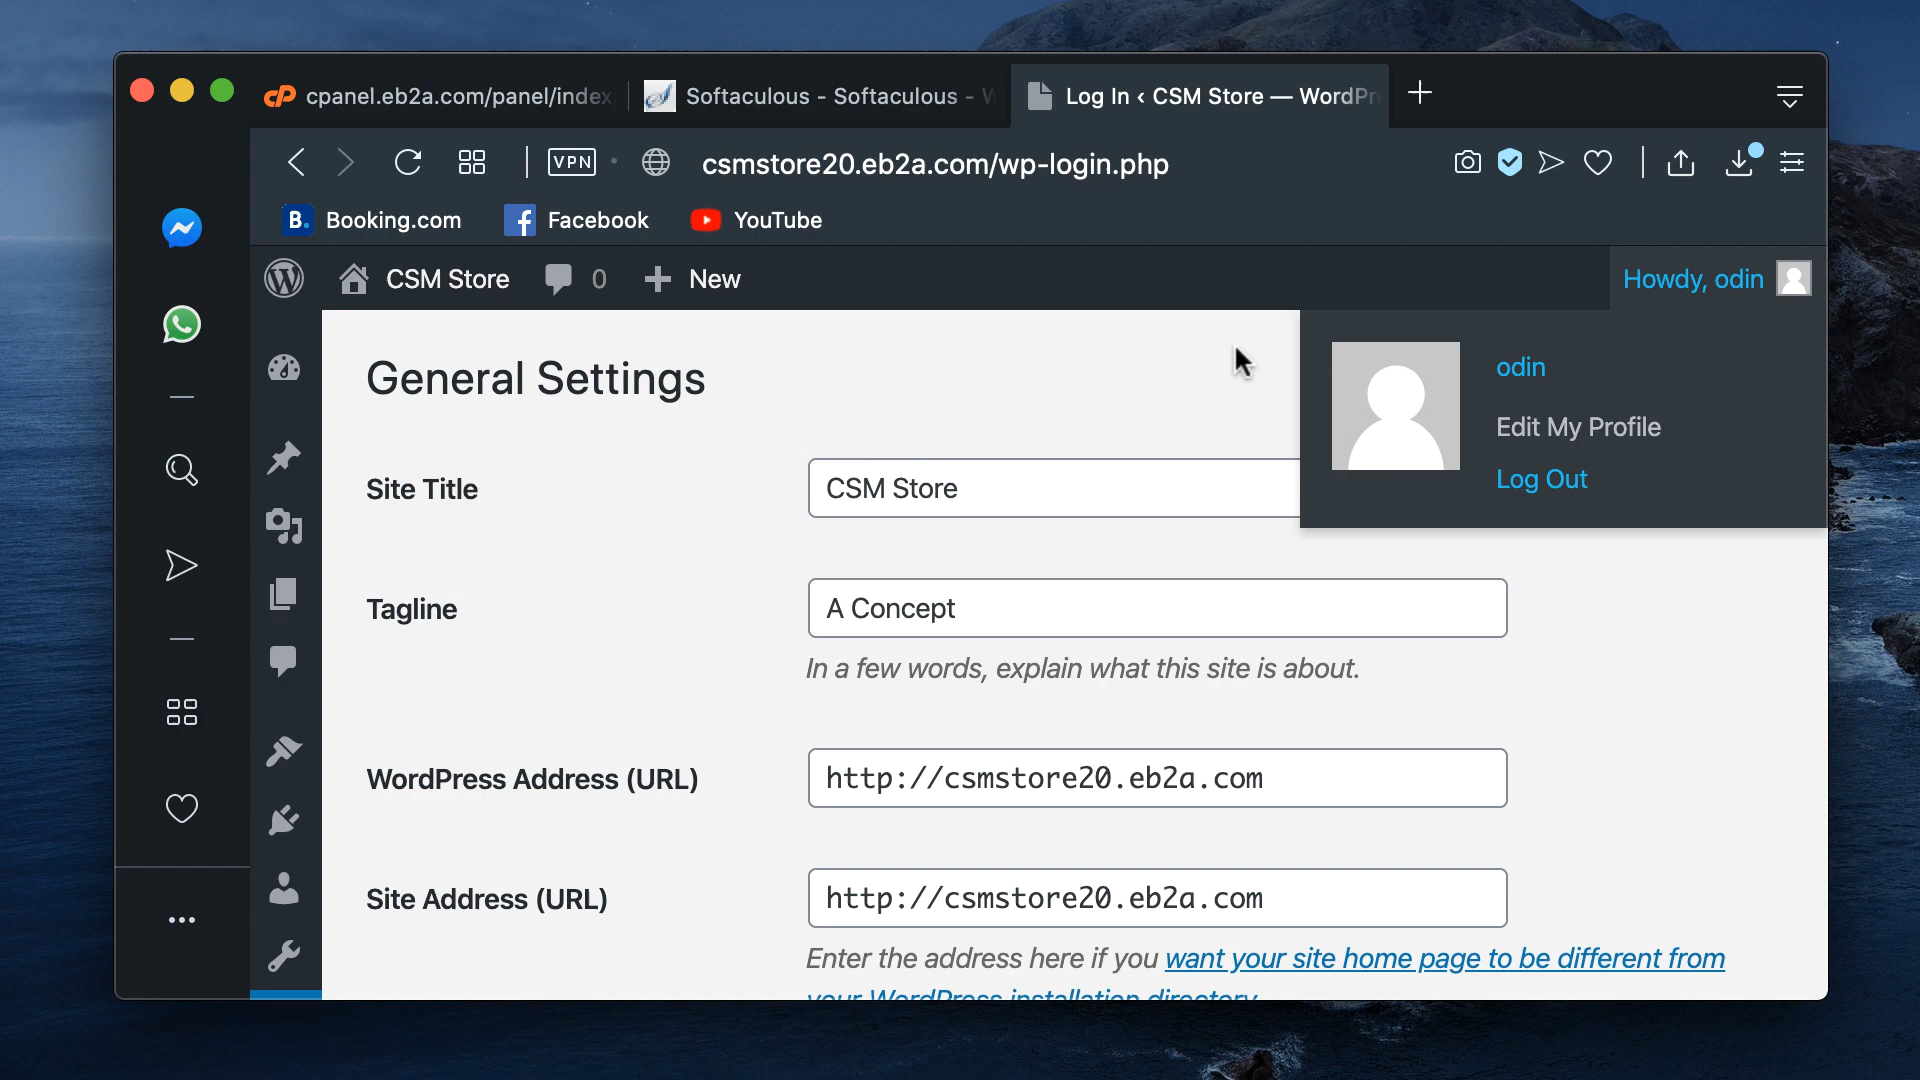 cpanel.eb2a.com/panel/index
Softaculous - Softaculous - W
Log In ‹ CSM Store — WordPr
VPN
csmstore20.eb2a.com/wp-login.php
B. Booking.com
Facebook
YouTube
CSM Store
0
New
Howdy, odin
odin
Edit My Profile
Log Out
General Settings
Site Title
CSM Store
Tagline
A Concept
In a few words, explain what this site is about.
WordPress Address (URL)
http://csmstore20.eb2a.com
Site Address (URL)
http://csmstore20.eb2a.com
Enter the address here if you want your site home page to be different from
your WordPress installation directory.